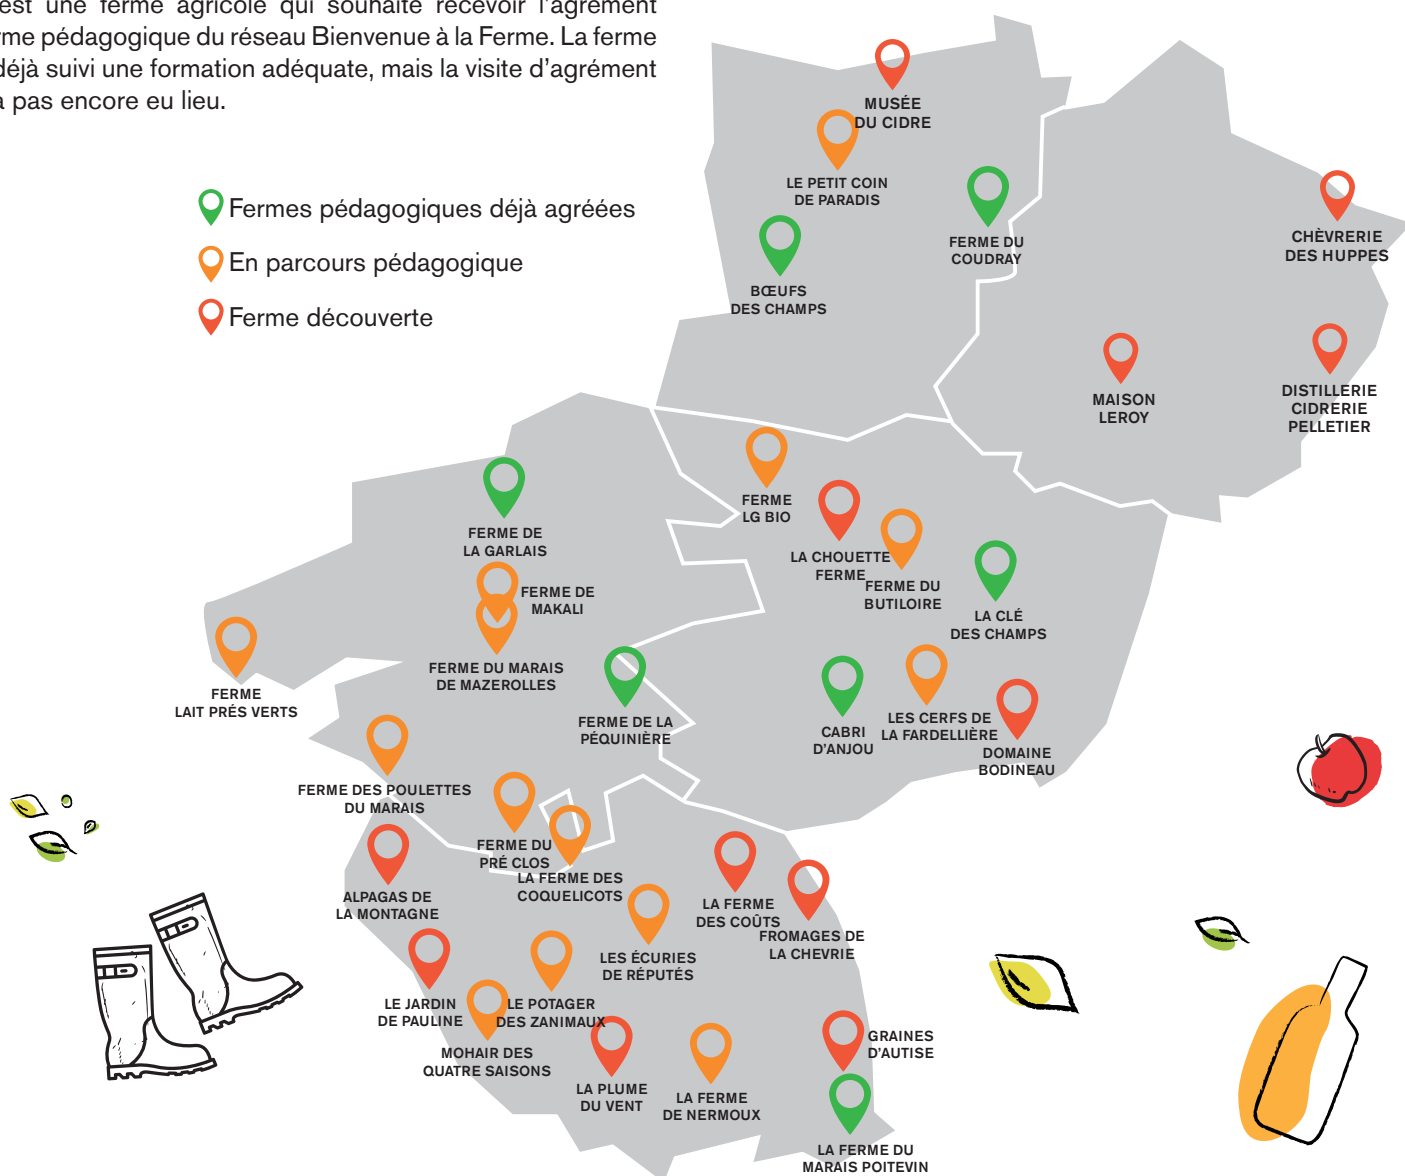 est une ferme agricole qui souhaite recevoir l'agrément
rme pédagogique du réseau Bienvenue à la Ferme. La ferme
déjà suivi une formation adéquate, mais la visite d'agrément
a pas encore eu lieu.
Fermes pédagogiques déjà agréées
En parcours pédagogique
Ferme découverte
MUSÉE
DU CIDRE
LE PETIT COIN
DE PARADIS
FERME DU
COUDRAY
BŒUFS
DES CHAMPS
CHÈVRERIE
DES HUPPES
MAISON
LEROY
DISTILLERIE
CIDRERIE
PELLETIER
FERME
LG BIO
FERME DE
LA GARLAIS
LA CHOUETTE
FERME
FERME DU
BUTILOIRE
FERME DE
MAKALI
LA CLÉ
DES CHAMPS
FERME DU MARAIS
DE MAZEROLLES
FERME
LAIT PRÉS VERTS
FERME DE LA
PÉQUINIÈRE
CABRI
D'ANJOU
LES CERFS DE
LA FARDELLIÈRE
DOMAINE
BODINEAU
FERME DES POULETTES
DU MARAIS
FERME DU
PRÉ CLOS
LA FERME DES
COQUELICOTS
ALPAGAS DE
LA MONTAGNE
LA FERME
DES COÛTS
FROMAGES DE
LA CHEVRIE
LES ÉCURIES
DE RÉPUTÉS
LE JARDIN
DE PAULINE
LE POTAGER
DES ZANIMAUX
MOHAIR DES
QUATRE SAISONS
GRAINES
D'AUTISE
LA PLUME
DU VENT
LA FERME
DE NERMOUX
LA FERME DU
MARAIS POITEVIN